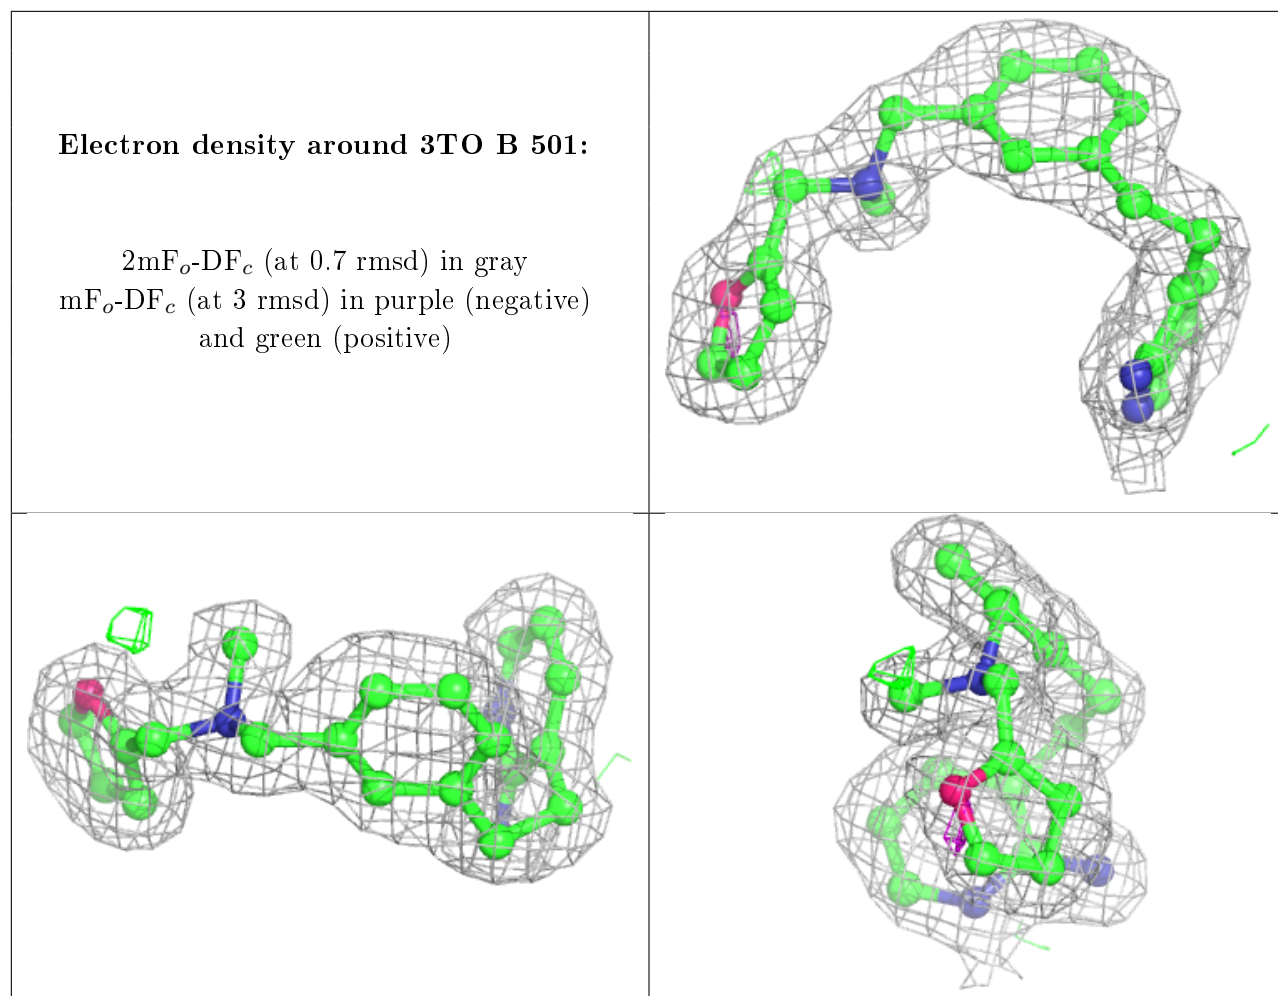 Electron density around 3TO B 501:
2mFo-DFc (at 0.7 rmsd) in gray
mFo-DFc (at 3 rmsd) in purple (negative)
and green (positive)